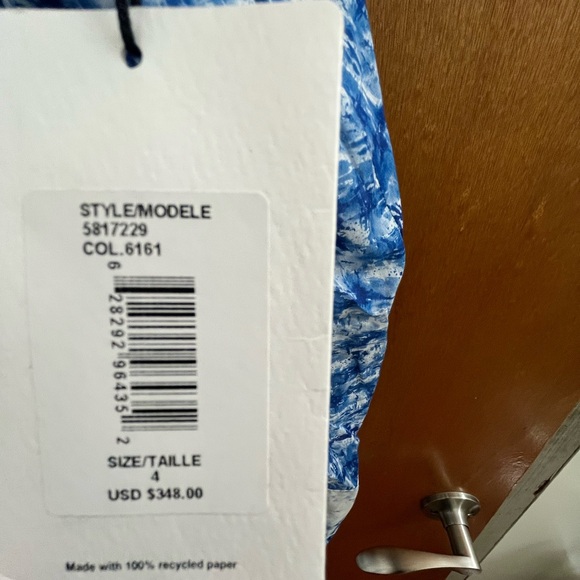 STYLE/MODELE
5817229
COL.6161
6 28292 96435 2
SIZE/TAILLE
4
USD $348.00
Made with 100% recycled paper